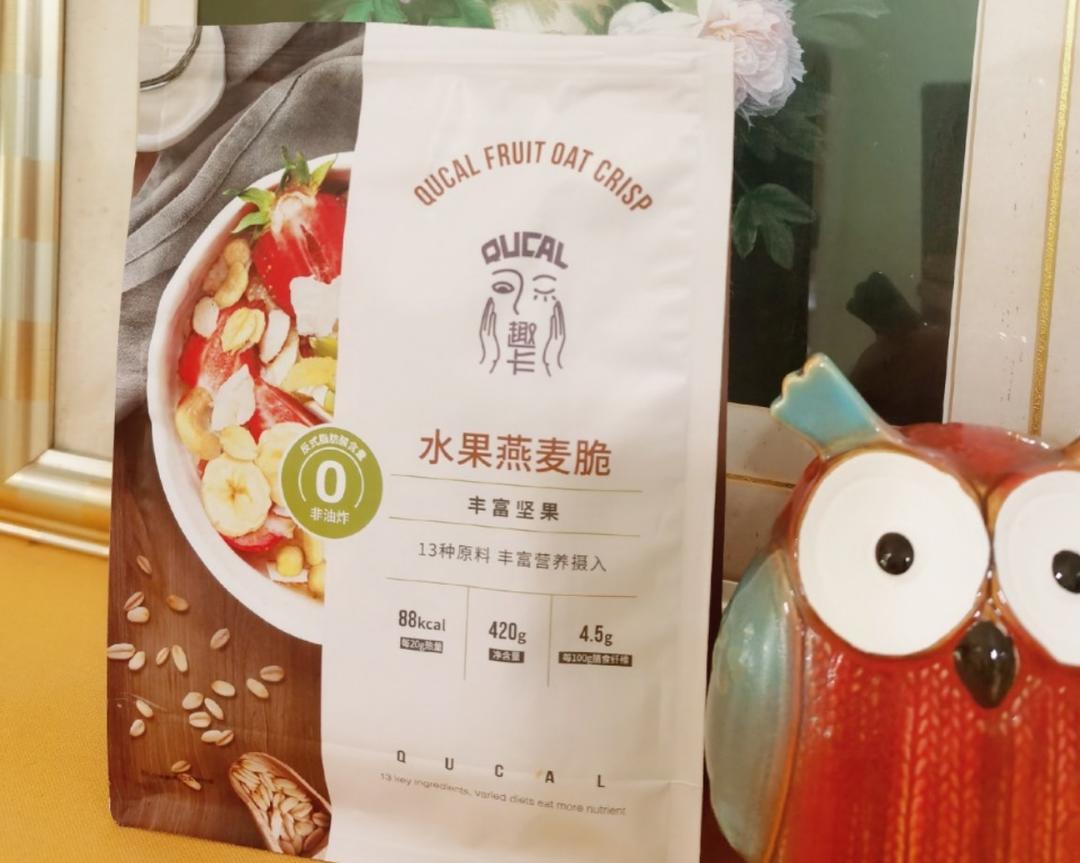 QUCAL FRUIT OAT CRISP
QUCAL
趣
卡
反式脂肪酸含量
0
非油炸
水果燕麦脆
丰富坚果
13种原料 丰富营养摄入
88kcal
每20g热量
420g
净含量
4.5g
每100g膳食纤维
QUCAL
13 key ingredients, varied diets eat more nutrient